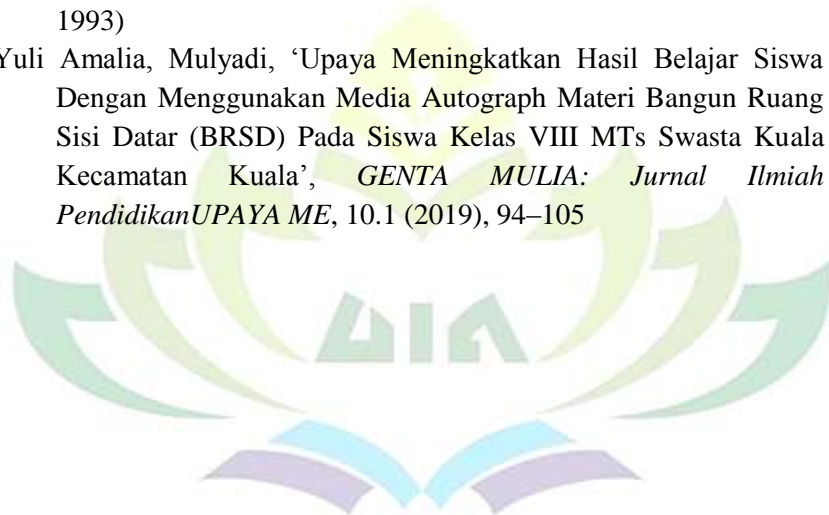 1993)
Yuli Amalia, Mulyadi, ‘Upaya Meningkatkan Hasil Belajar Siswa
Dengan Menggunakan Media Autograph Materi Bangun Ruang
Sisi Datar (BRSD) Pada Siswa Kelas VIII MTs Swasta Kuala
Kecamatan Kuala’, GENTA MULIA: Jurnal Ilmiah
PendidikanUPAYA ME, 10.1 (2019), 94–105
UIN